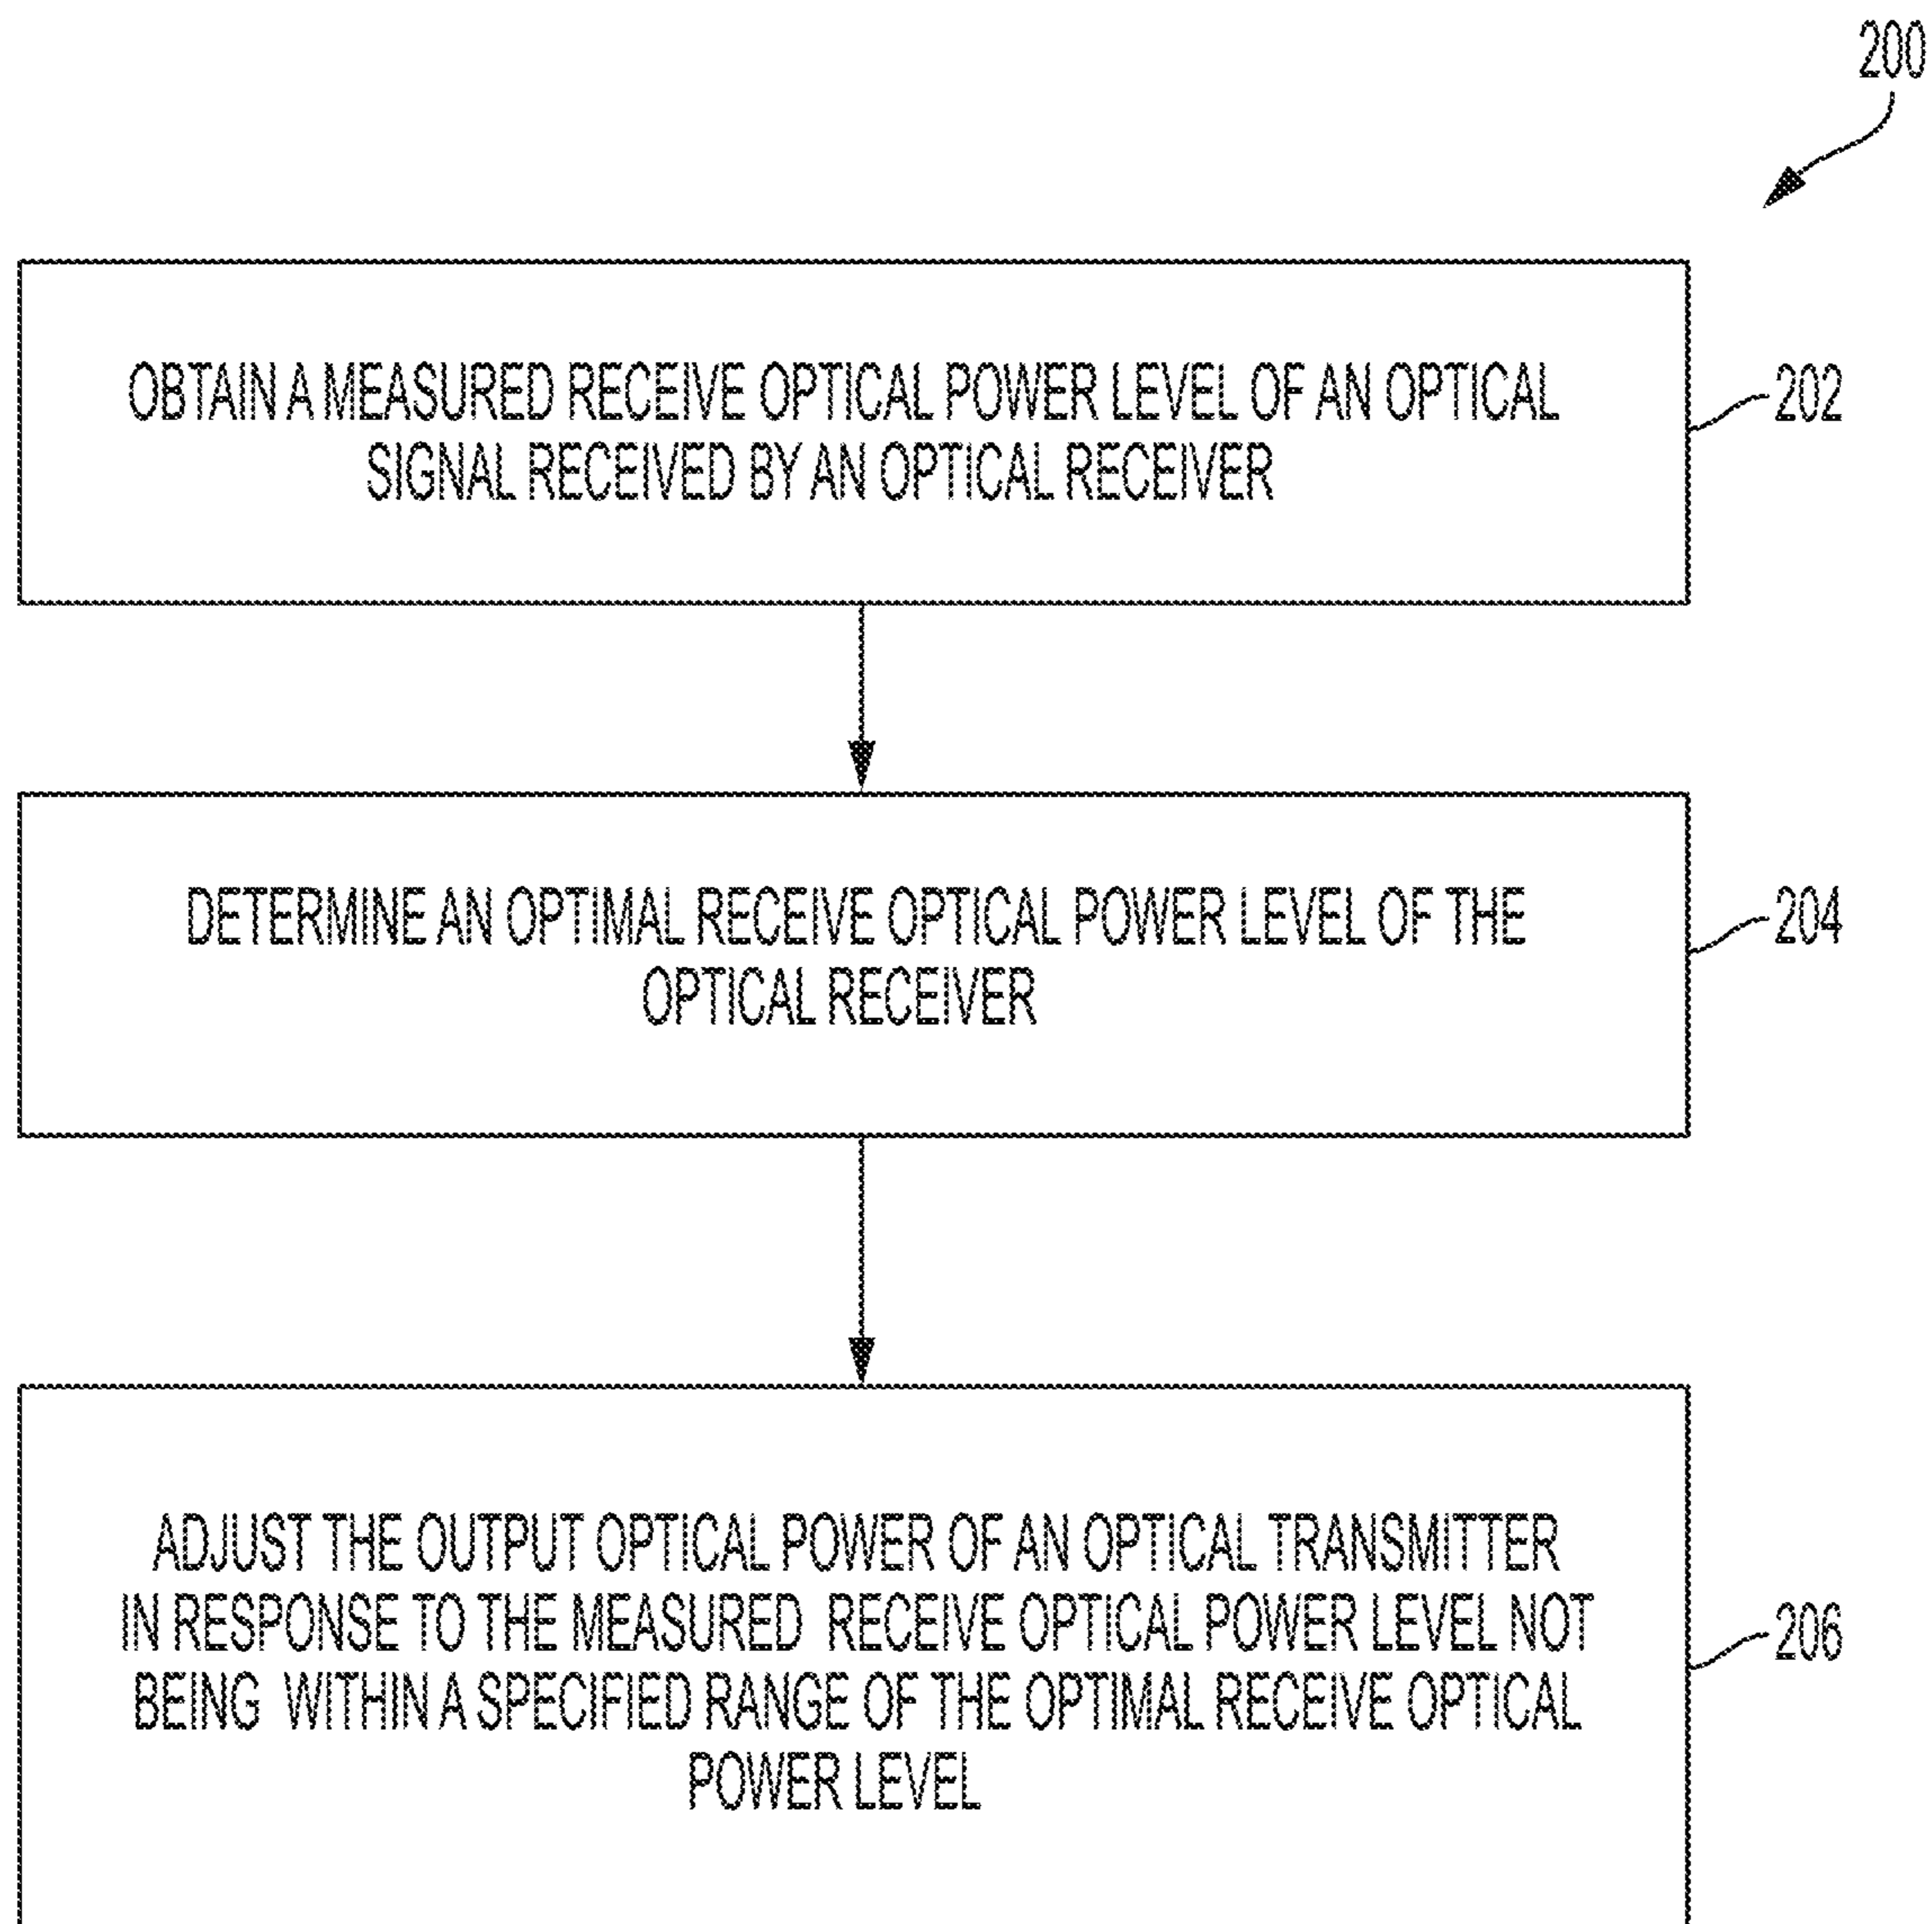 200
OBTAIN A MEASURED RECEIVE OPTICAL POWER LEVEL OF AN OPTICAL
SIGNAL RECEIVED BY AN OPTICAL RECEIVER
202
DETERMINE AN OPTIMAL RECEIVE OPTICAL POWER LEVEL OF THE
OPTICAL RECEIVER
204
ADJUST THE OUTPUT OPTICAL POWER OF AN OPTICAL TRANSMITTER
IN RESPONSE TO THE MEASURED RECEIVE OPTICAL POWER LEVEL NOT
BEING WITHIN A SPECIFIED RANGE OF THE OPTIMAL RECEIVE OPTICAL
POWER LEVEL
206